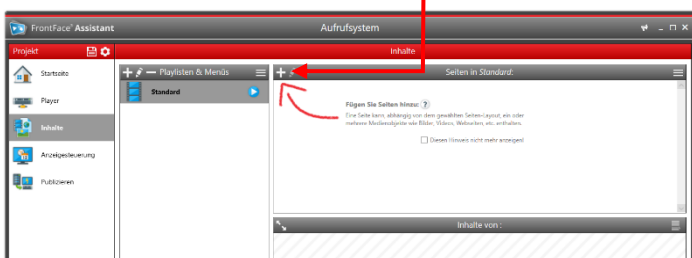 FrontFace® Assistant
Aufrufsystem
Projekt
Inhalte
Startseite
Playlisten & Menüs
Seiten in Standard:
Standard
Player
Fügen Sie Seiten hinzu: ?
Eine Seite kann, abhängig von dem gewählten Seiten-Layout, ein oder
mehrere Medienobjekte wie Bilder, Videos, Webseiten, etc. enthalten.
Inhalte
Diesen Hinweis nicht mehr anzeigen!
Anzeigesteuerung
Publizieren
Inhalte von :